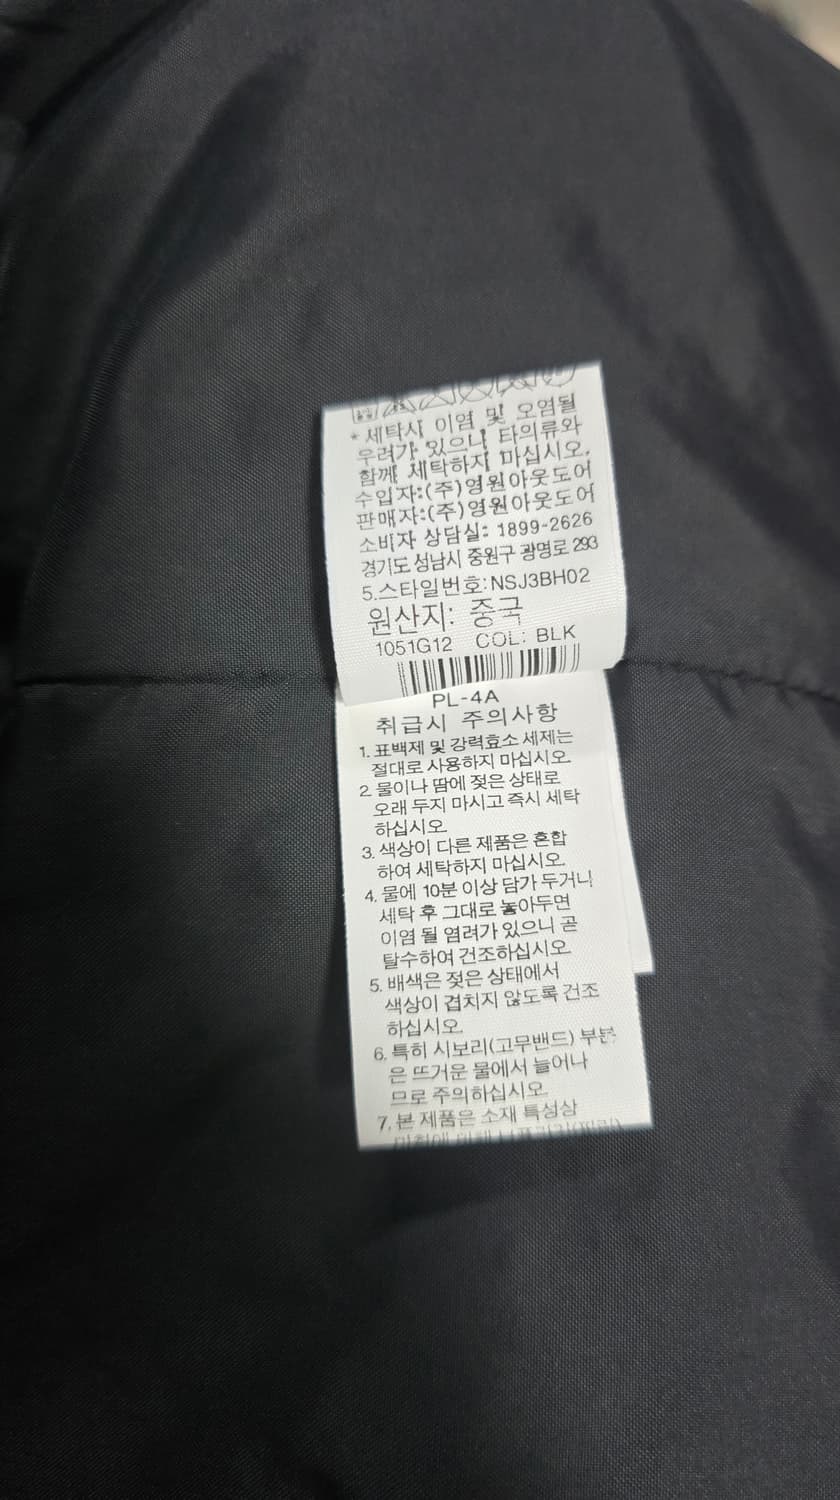 * 세탁시 이염 및 오염될
우려가 있으니 타의류와
함께 세탁하지 마십시오.
수입자:(주)영원아웃도어
판매자:(주)영원아웃도어
소비자 상담실: 1899-2626
경기도 성남시 중원구 광명로 293
5.스타일번호:NSJ3BH02
원산지: 중국
1051G12 COL: BLK
PL-4A
취급시 주의사항
1. 표백제 및 강력효소 세제는
절대로 사용하지 마십시오.
2. 물이나 땀에 젖은 상태로
오래 두지 마시고 즉시 세탁
하십시오.
3. 색상이 다른 제품은 혼합
하여 세탁하지 마십시오.
4. 물에 10분 이상 담가 두거나
세탁 후 그대로 놓아두면
이염 될 염려가 있으니 곧
탈수하여 건조하십시오.
5. 배색은 젖은 상태에서
색상이 겹치지 않도록 건조
하십시오.
6. 특히 시보리(고무밴드) 부분
은 뜨거운 물에서 늘어나
므로 주의하십시오.
7. 본 제품은 소재 특성상